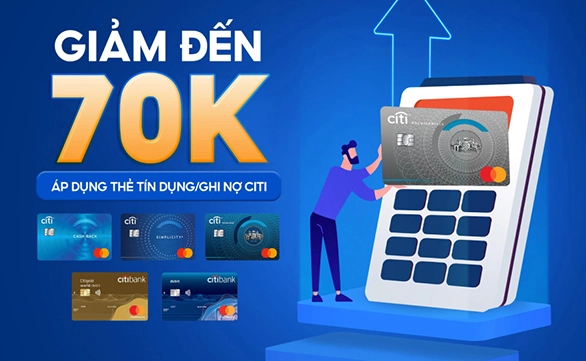 GIẢM ĐẾN
70K
ÁP DỤNG THẺ TÍN DỤNG/GHI NỢ CITI
citi
citi
CASH BACK
citi
SIMPLICITY
citi
Citigold
citibank
citibank